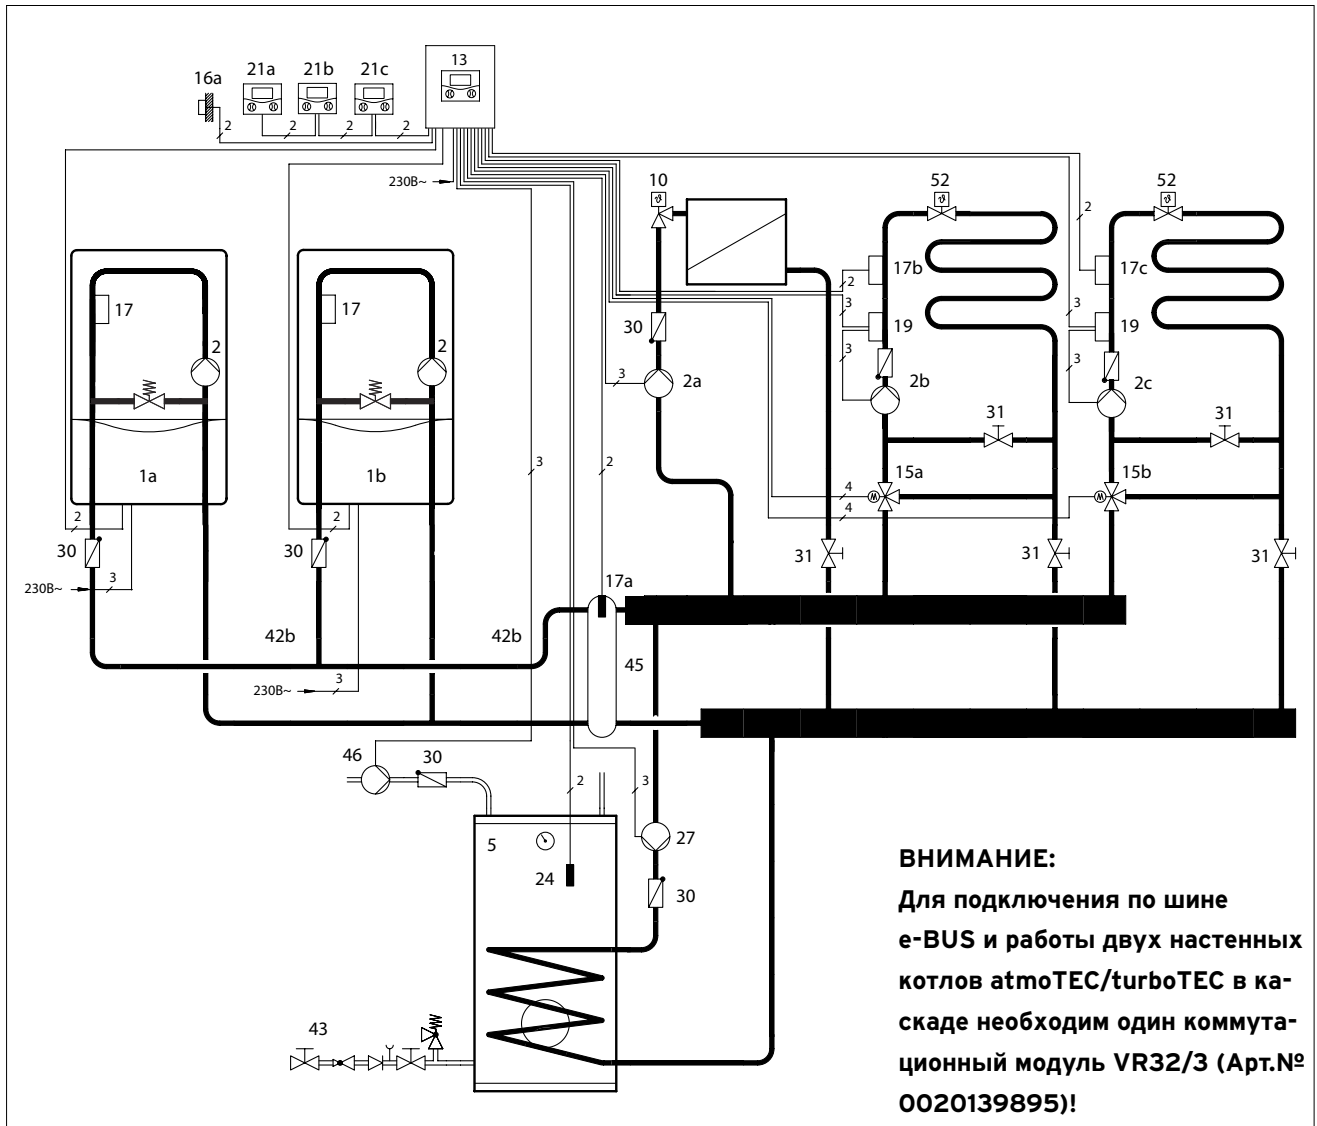 13
21a 21b 21c
16a
2 2 2 2
230В~
10 52 52
2
17b 17c
2
17 17
3 3
30 19 19
2 2
3 3
3 2a 2b 2c
31 31
1a 1b 3 2 15a 15b
4
4
2 2
30 30 31 31 31
230В~ 3
17a
42b 42b
45
3
230В~
46 30
2 3
5 27
24
30
43
ВНИМАНИЕ:
Для подключения по шине
e-BUS и работы двух настенных
котлов atmoTEC/turboTEC в ка-
скаде необходим один коммута-
ционный модуль VR32/3 (Арт.№
0020139895)!